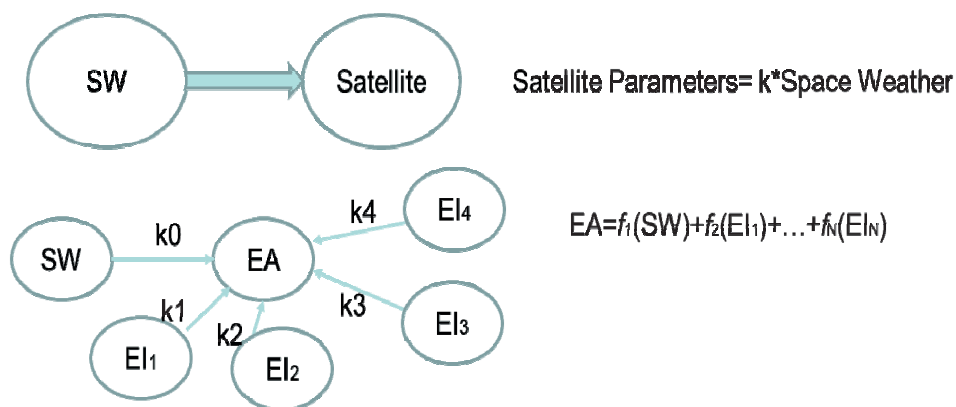 SW
Satellite
Satellite Parameters= k*Space Weather
k4
EI₄
EA=f₁(SW)+f₂(EI₁)+...+fN(EIN)
k0
SW
EA
k1
k2
k3
EI₃
EI₁
EI₂